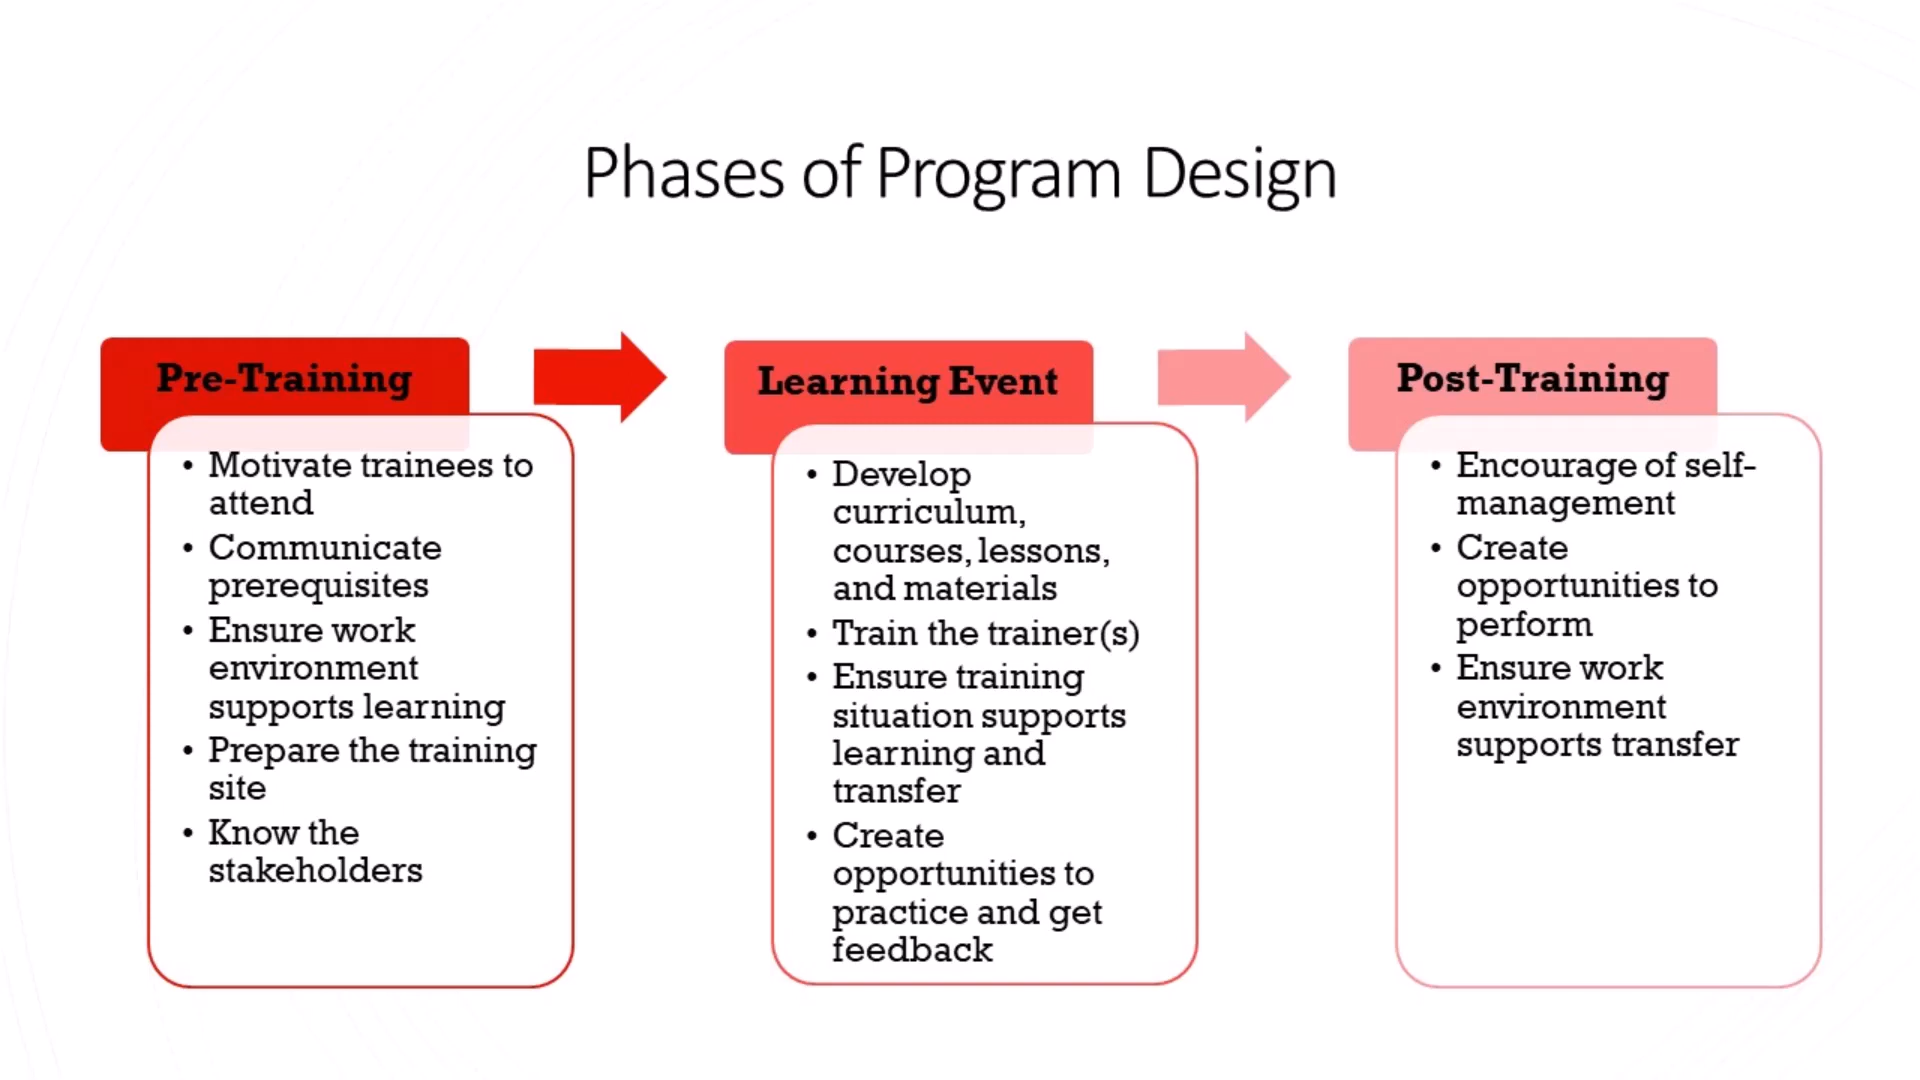 Phases of Program Design
Pre-Training
• Motivate trainees to
attend
• Communicate
prerequisites
• Ensure work
environment
supports learning
• Prepare the training
site
• Know the
stakeholders
Learning Event
• Develop
curriculum,
courses, lessons,
and materials
• Train the trainer(s)
• Ensure training
situation supports
learning and
transfer
• Create
opportunities to
practice and get
feedback
Post-Training
• Encourage of self-
management
• Create
opportunities to
perform
• Ensure work
environment
supports transfer